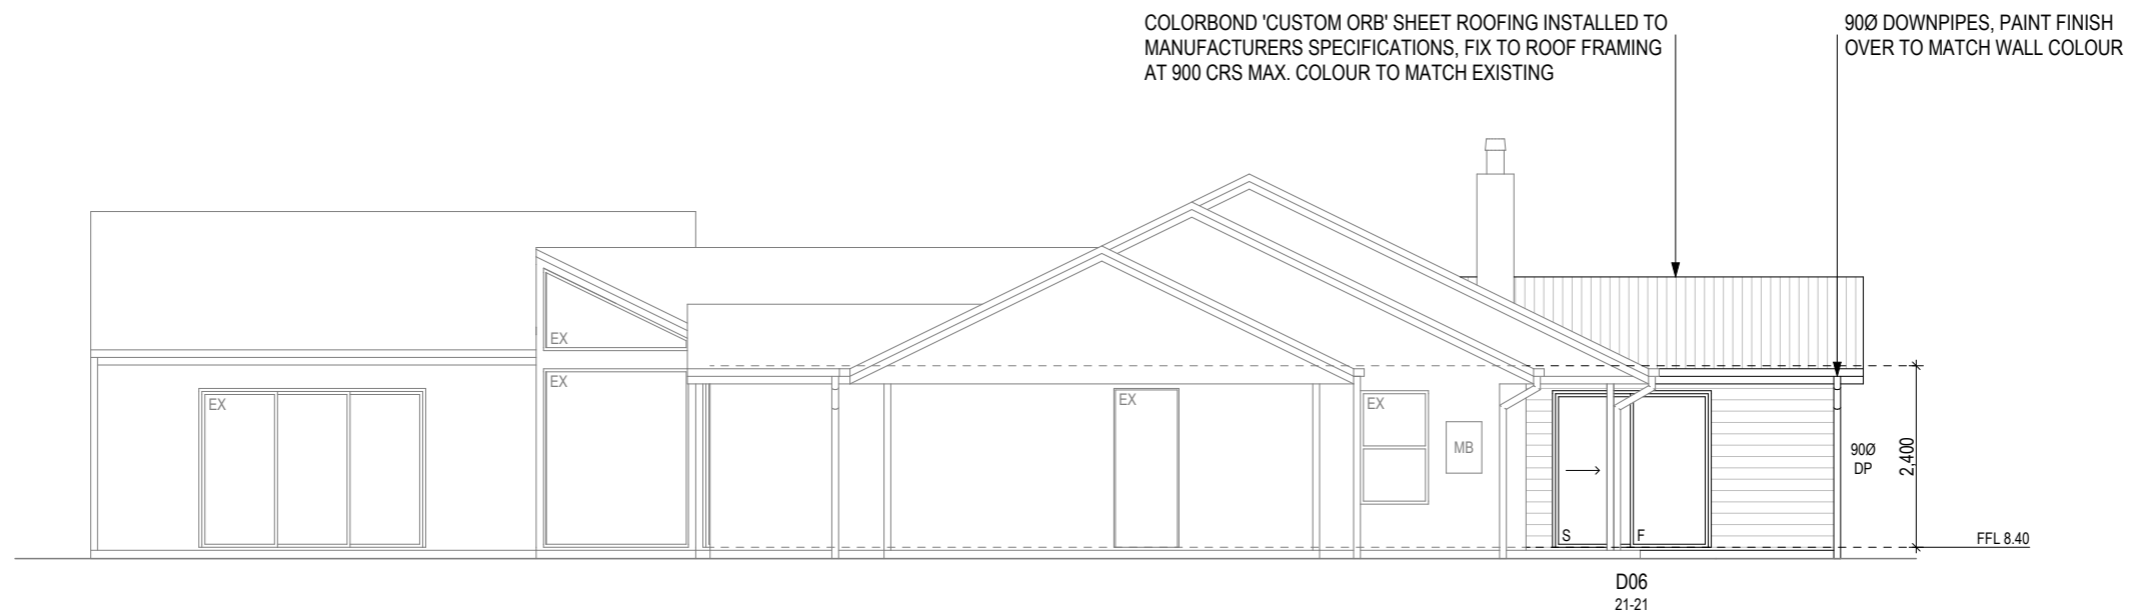 COLORBOND 'CUSTOM ORB' SHEET ROOFING INSTALLED TO
MANUFACTURERS SPECIFICATIONS, FIX TO ROOF FRAMING
AT 900 CRS MAX. COLOUR TO MATCH EXISTING
90Ø DOWNPIPES, PAINT FINISH
OVER TO MATCH WALL COLOUR
EX
EX
EX
EX
EX
MB
90Ø
DP
2,400
S
F
FFL 8.40
D06
21-21